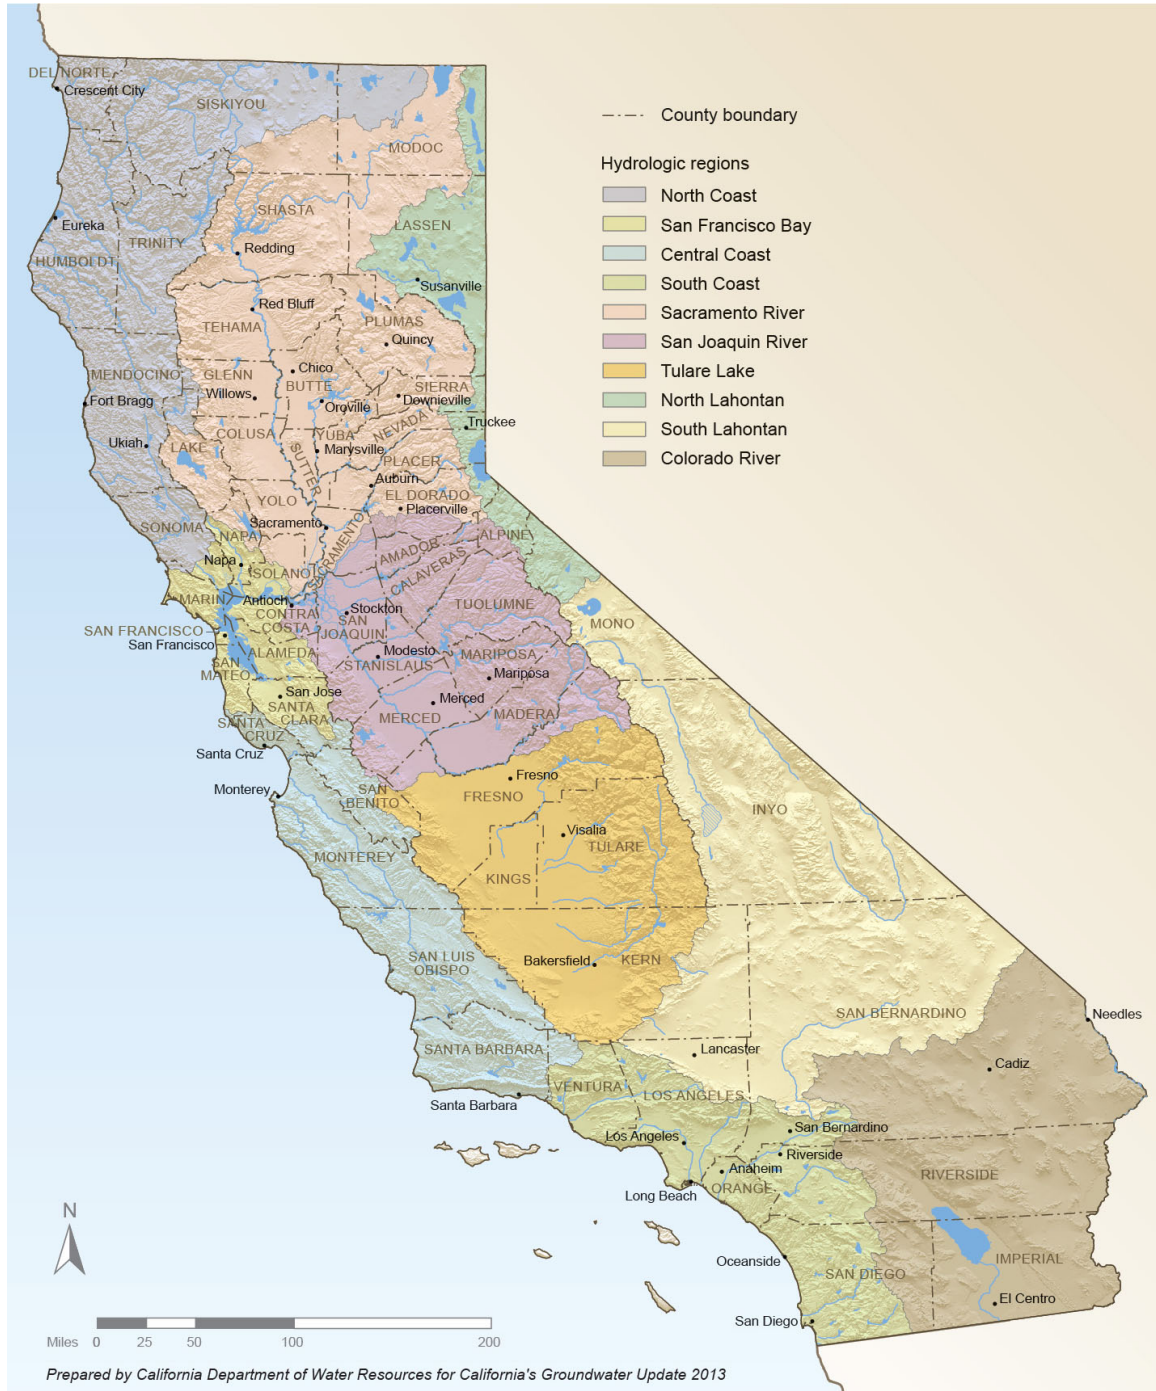 DEL NORTE
Crescent City
SISKIYOU
MODOC
County boundary
Hydrologic regions
North Coast
San Francisco Bay
Central Coast
South Coast
Sacramento River
San Joaquin River
Tulare Lake
North Lahontan
South Lahontan
Colorado River
SHASTA
LASSEN
Eureka
TRINITY
Redding
HUMBOLDT
Susanville
Red Bluff
TEHAMA
PLUMAS
Quincy
MENDOCINO
GLENN
Chico
BUTTE
SIERRA
Fort Bragg
Willows
Oroville
Downieville
COLUSA
YUBA
NEVADA
Truckee
Ukiah
LAKE
SUTTER
Marysville
PLACER
Auburn
YOLO
EL DORADO
Placerville
SONOMA
Sacramento
SACRAMENTO
NAPA
AMADOR
ALPINE
Napa
SOLANO
CALAVERAS
MARIN
Antioch
CONTRA
COSTA
Stockton
TUOLUMNE
MONO
SAN FRANCISCO
San Francisco
SAN
JOAQUIN
ALAMEDA
Modesto
STANISLAUS
MARIPOSA
Mariposa
SAN
MATEO
San Jose
SANTA
CLARA
Merced
MERCED
MADERA
SANTA
CRUZ
Santa Cruz
Monterey
SAN
BENITO
Fresno
FRESNO
INYO
Visalia
TULARE
MONTEREY
KINGS
SAN LUIS
OBISPO
Bakersfield
KERN
SAN BERNARDINO
Needles
SANTA BARBARA
Lancaster
Cadiz
VENTURA
LOS ANGELES
Santa Barbara
Los Angeles
San Bernardino
Riverside
Anaheim
RIVERSIDE
Long Beach
ORANGE
N
Oceanside
SAN DIEGO
IMPERIAL
El Centro
San Diego
Miles 0 25 50 100 200
Prepared by California Department of Water Resources for California's Groundwater Update 2013